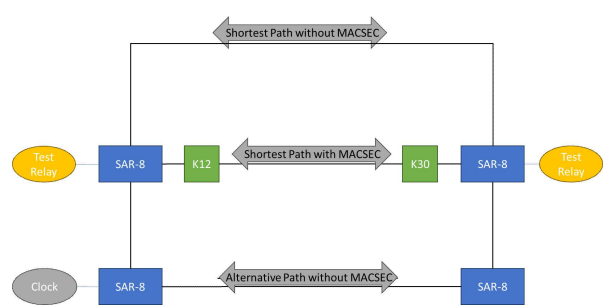 Shortest Path without MACSEC
Test
Relay
SAR-8
K12
Shortest Path with MACSEC
K30
SAR-8
Test
Relay
Clock
SAR-8
Alternative Path without MACSEC
SAR-8